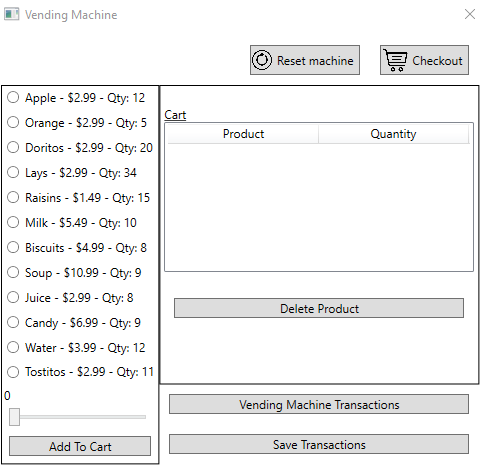 Vending Machine
Reset machine
Checkout
Apple - $2.99 - Qty: 12
Orange - $2.99 - Qty: 5
Doritos - $2.99 - Qty: 20
Lays - $2.99 - Qty: 34
Raisins - $1.49 - Qty: 15
Milk - $5.49 - Qty: 10
Biscuits - $4.99 - Qty: 8
Soup - $10.99 - Qty: 9
Juice - $2.99 - Qty: 8
Candy - $6.99 - Qty: 9
Water - $3.99 - Qty: 12
Tostitos - $2.99 - Qty: 11
0
Add To Cart
Cart
Product Quantity
Delete Product
Vending Machine Transactions
Save Transactions